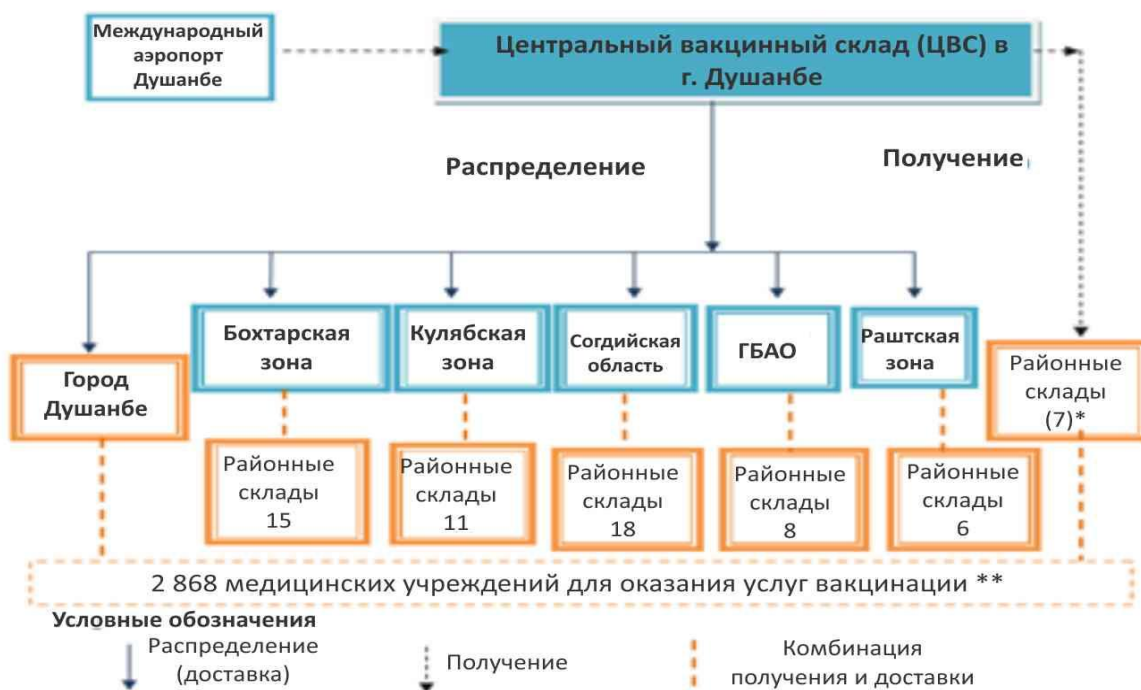 Международный
аэропорт
Душанбе
Центральный вакцинный склад (ЦВС) в
г. Душанбе
Распределение
Получение
Город
Душанбе
Бохтарская
зона
Кулябская
зона
Согдийская
область
ГБАО
Раштская
зона
Районные
склады
(7)*
Районные
склады
15
Районные
склады
11
Районные
склады
18
Районные
склады
8
Районные
склады
6
2 868 медицинских учреждений для оказания услуг вакцинации **
Условные обозначения
Распределение
(доставка)
Получение
Комбинация
получения и доставки